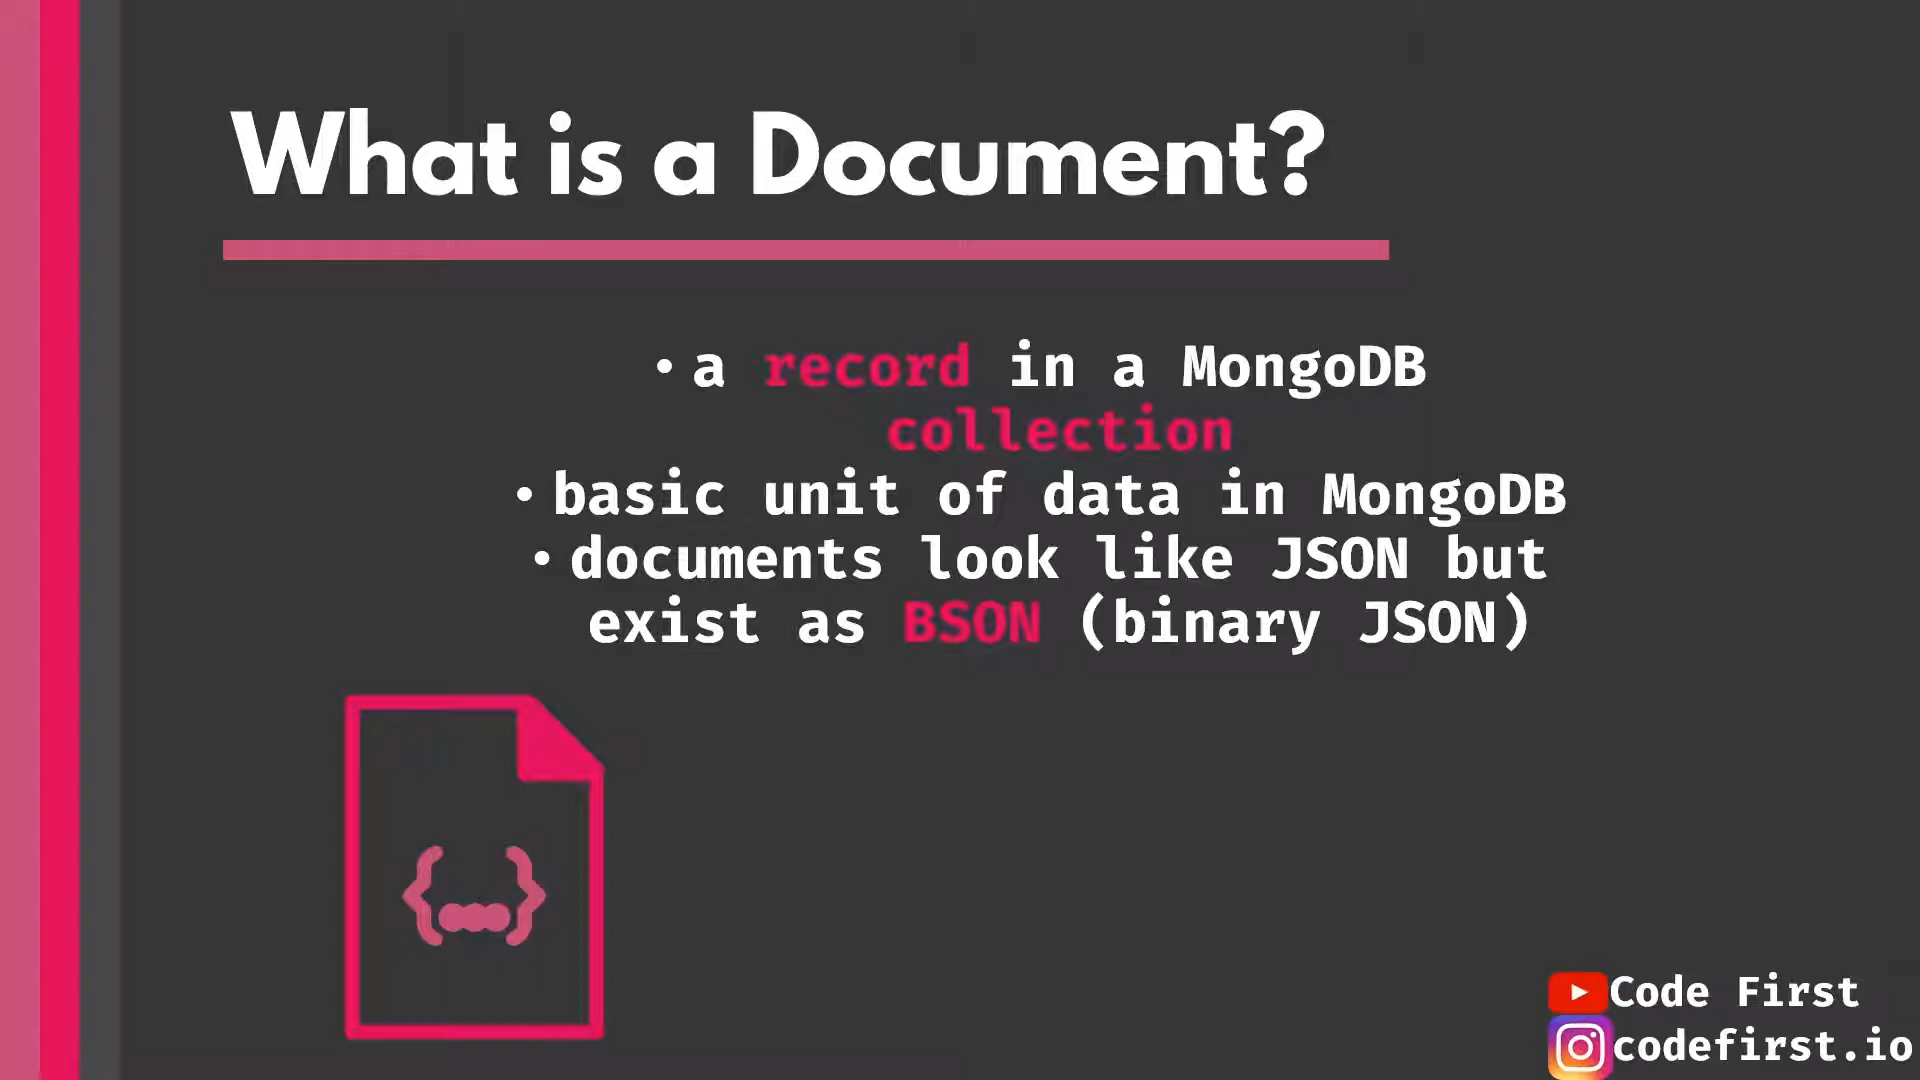 What is a Document?
• a record in a MongoDB
collection
• basic unit of data in MongoDB
• documents look like JSON but
exist as BSON (binary JSON)
{...}
Code First
codefirst.io